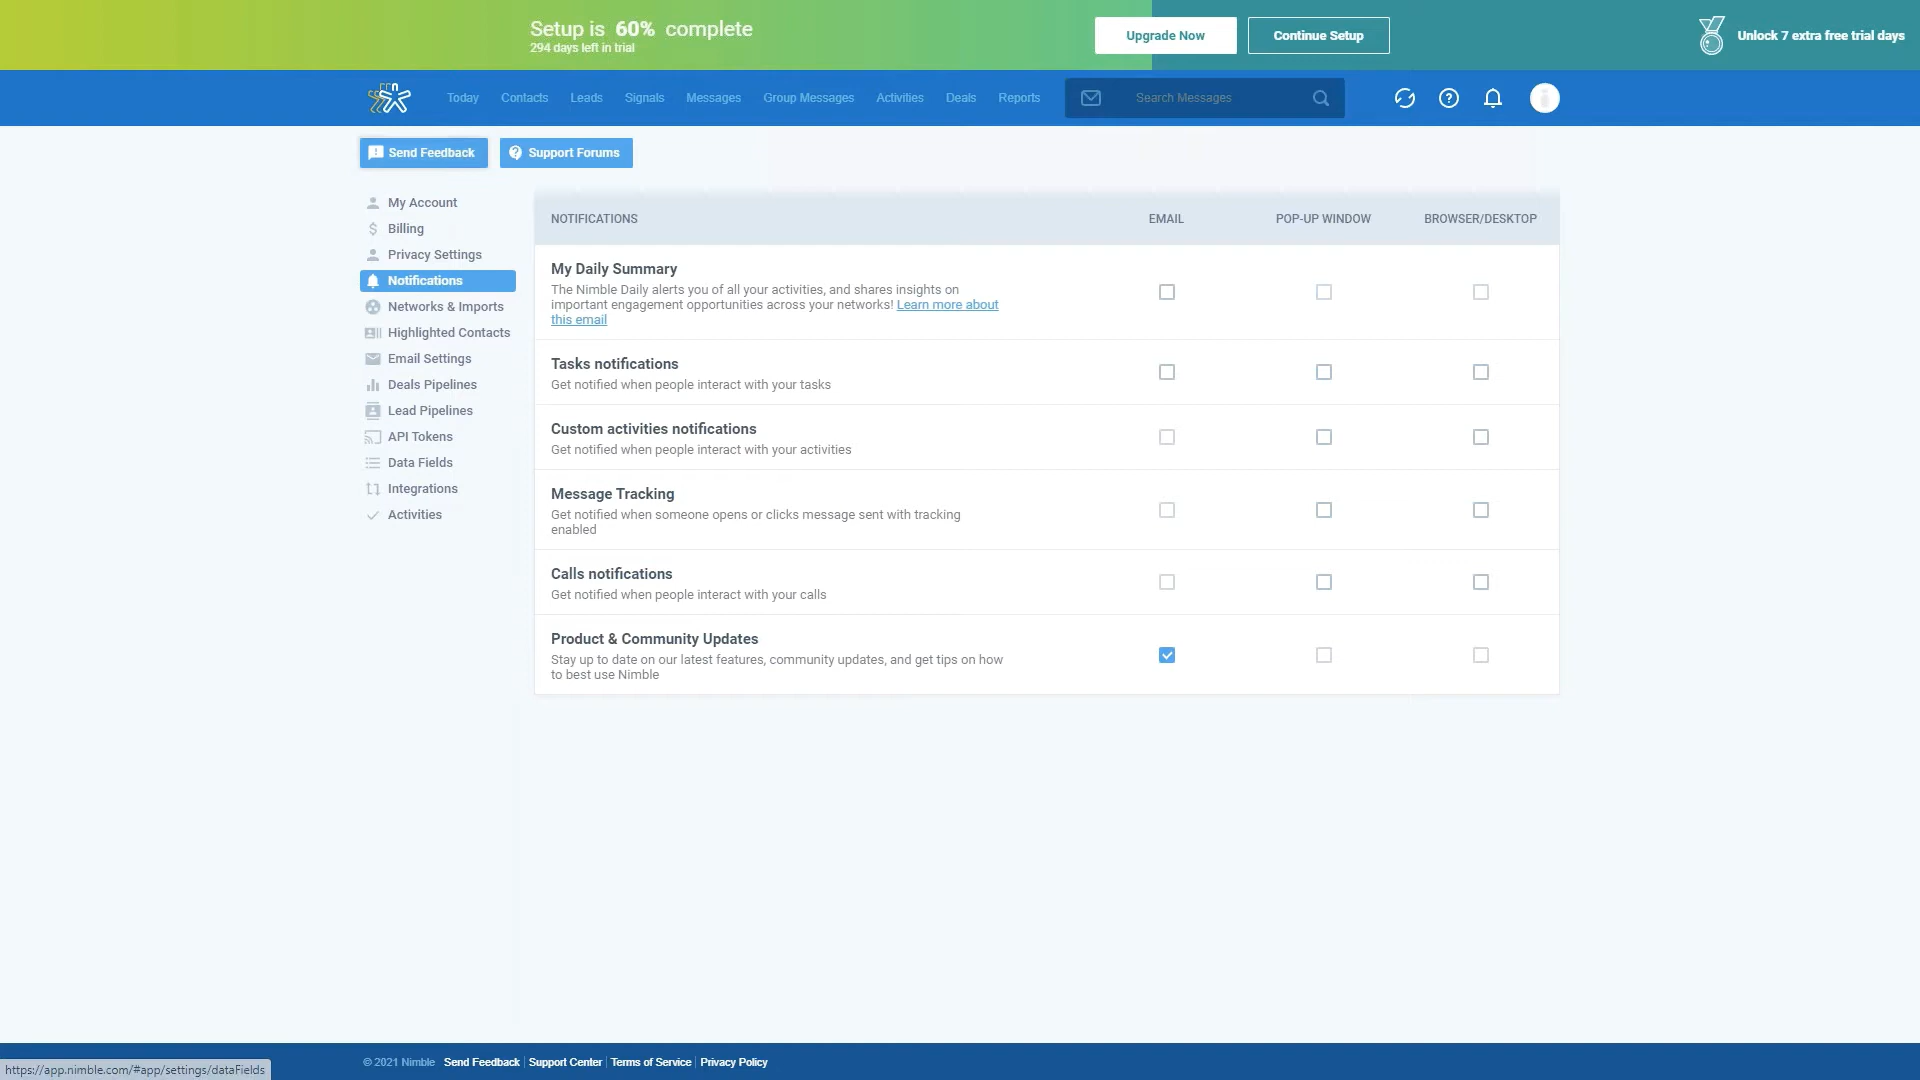 Setup is 60% complete
294 days left in trial
Upgrade Now
Continue Setup
Unlock 7 extra free trial days
Today
Contacts
Leads
Signals
Messages
Group Messages
Activities
Deals
Reports
Search Messages
Send Feedback
Support Forums
My Account
Billing
Privacy Settings
Notifications
Networks & Imports
Highlighted Contacts
Email Settings
Deals Pipelines
Lead Pipelines
API Tokens
Data Fields
Integrations
Activities
NOTIFICATIONS
EMAIL
POP-UP WINDOW
BROWSER/DESKTOP
My Daily Summary
The Nimble Daily alerts you of all your activities, and shares insights on
important engagement opportunities across your networks! Learn more about
this email
Tasks notifications
Get notified when people interact with your tasks
Custom activities notifications
Get notified when people interact with your activities
Message Tracking
Get notified when someone opens or clicks message sent with tracking
enabled
Calls notifications
Get notified when people interact with your calls
Product & Community Updates
Stay up to date on our latest features, community updates, and get tips on how
to best use Nimble
© 2021 Nimble Send Feedback | Support Center | Terms of Service | Privacy Policy
https://app.nimble.com/#app/settings/dataFields